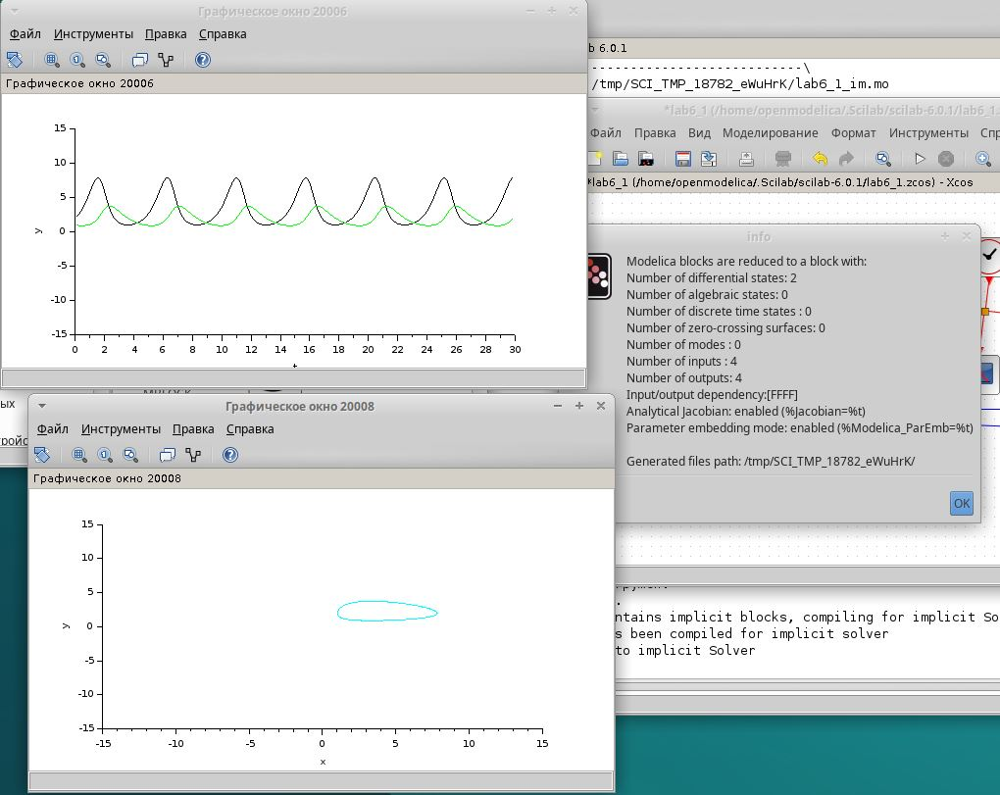 Графическое окно 20006
Файл Инструменты Правка Справка
Графическое окно 20006
15
10
5
0
-5
-10
-15
y
0 2 4 6 8 10 12 14 16 18 20 22 24 26 28 30
b 6.0.1
---------------------------\
/tmp/SCI_TMP_18782_eWuHrK/lab6_1_im.mo
*lab6_1 (/home/openmodelica/.Scilab/scilab-6.0.1/lab6_1.
Файл Правка Вид Моделирование Формат Инструменты Спр
*lab6_1 (/home/openmodelica/.Scilab/scilab-6.0.1/lab6_1.zcos) - Xcos
info
Modelica blocks are reduced to a block with:
Number of differential states: 2
Number of algebraic states: 0
Number of discrete time states : 0
Number of zero-crossing surfaces: 0
Number of modes : 0
Number of inputs : 4
Number of outputs: 4
Input/output dependency:[FFFF]
Analytical Jacobian: enabled (%Jacobian=%t)
Parameter embedding mode: enabled (%Modelica_ParEmb=%t)
Generated files path: /tmp/SCI_TMP_18782_eWuHrK/
OK
ых
Графическое окно 20008
Файл Инструменты Правка Справка
Графическое окно 20008
15
10
5
0
-5
-10
-15
y
-15 -10 -5 0 5 10 15
x
ntains implicit blocks, compiling for implicit So
s been compiled for implicit solver
to implicit Solver